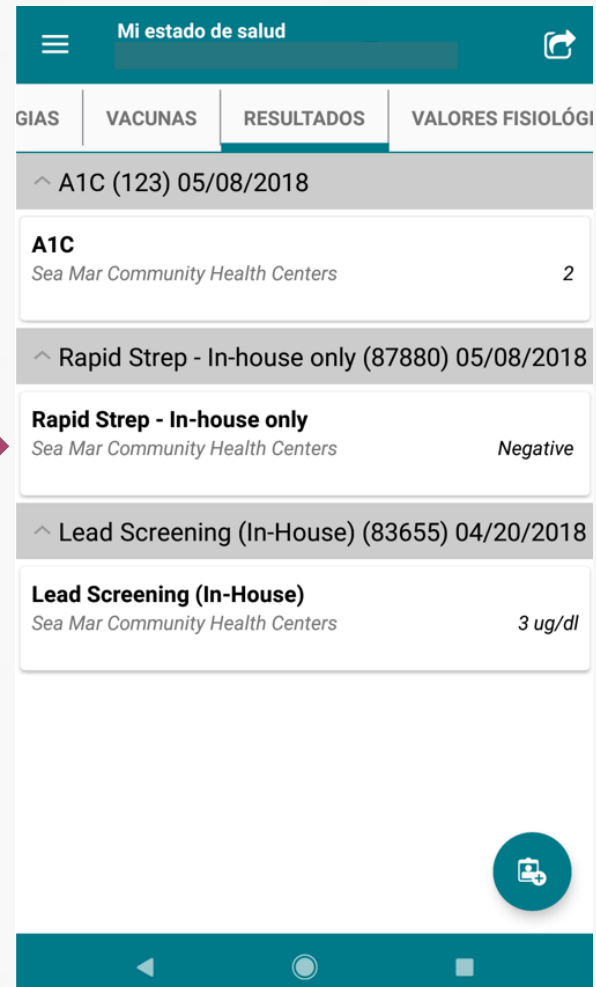 Mi estado de salud
GIAS VACUNAS RESULTADOS VALORES FISIOLÓGI
A1C (123) 05/08/2018
A1C
Sea Mar Community Health Centers 2
Rapid Strep - In-house only (87880) 05/08/2018
Rapid Strep - In-house only
Sea Mar Community Health Centers Negative
Lead Screening (In-House) (83655) 04/20/2018
Lead Screening (In-House)
Sea Mar Community Health Centers 3 ug/dl